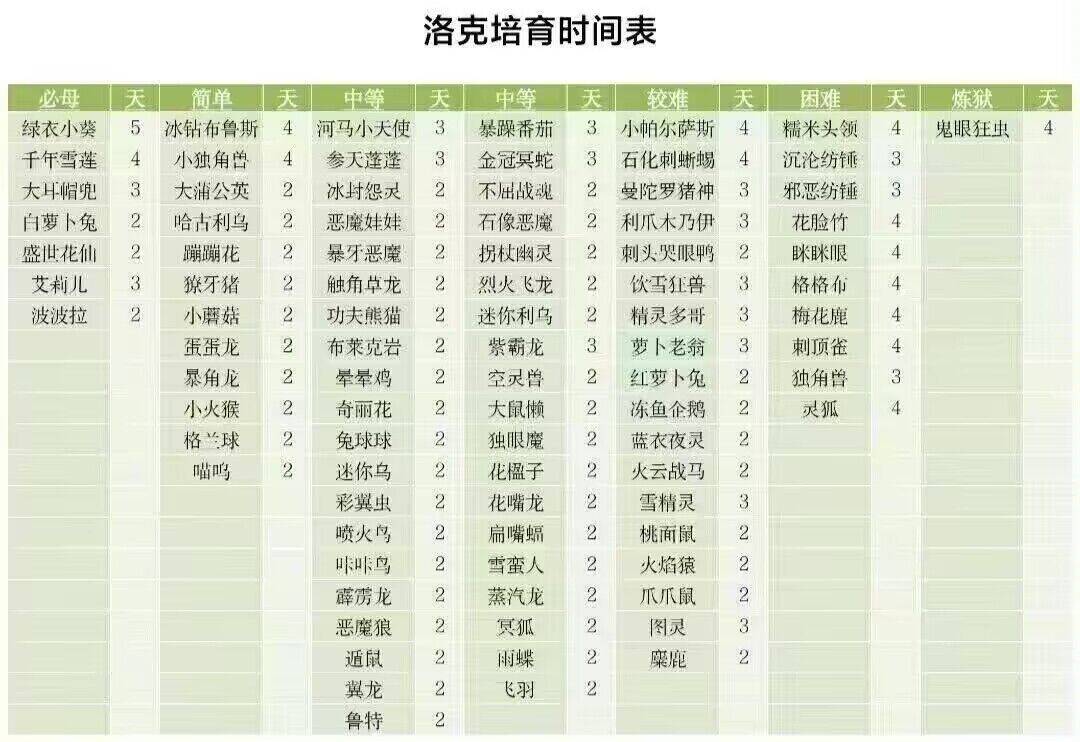 洛克培育时间表
必母 天 简单 天 中等 天 中等 天 较难 天 困难 天 炼狱 天
绿衣小葵 5 冰钻布鲁斯 4 河马小天使 3 暴躁番茄 3 小帕尔萨斯 4 糯米头领 4 鬼眼狂虫 4
千年雪莲 4 小独角兽 4 参天蓬蓬 3 金冠冥蛇 3 石化刺蜥蜴 4 沉沦纺锤 3
大耳帽兜 3 大蒲公英 2 冰封怨灵 2 不屈战魂 2 曼陀罗猪神 3 邪恶纺锤 3
白萝卜兔 2 哈古利乌 2 恶魔娃娃 2 石像恶魔 2 利爪木乃伊 3 花脸竹 4
盛世花仙 2 蹦蹦花 2 暴牙恶魔 2 拐杖幽灵 2 刺头哭眼鸭 2 眯眯眼 4
艾莉儿 3 獠牙猪 2 触角草龙 2 烈火飞龙 2 饮雪狂兽 3 格格布 4
波波拉 2 小蘑菇 2 功夫熊猫 2 迷你利乌 2 精灵多哥 3 梅花鹿 4
蛋蛋龙 2 布莱克岩 2 紫霸龙 3 萝卜老翁 3 刺顶雀 4
暴角龙 2 晕晕鸡 2 空灵兽 2 红萝卜兔 2 独角兽 3
小火猴 2 奇丽花 2 大鼠懒 2 冻鱼企鹅 2 灵狐 4
格兰球 2 兔球球 2 独眼魔 2 蓝衣夜灵 2
喵呜 2 迷你乌 2 花楹子 2 火云战马 2
彩翼虫 2 花嘴龙 2 雪精灵 3
喷火鸟 2 扁嘴蝠 2 桃面鼠 2
咔咔鸟 2 雪蛮人 2 火焰猿 2
霹雳龙 2 蒸汽龙 2 爪爪鼠 2
恶魔狼 2 冥狐 2 图灵 3
遁鼠 2 雨蝶 2 麋鹿 2
翼龙 2 飞羽 2
鲁特 2